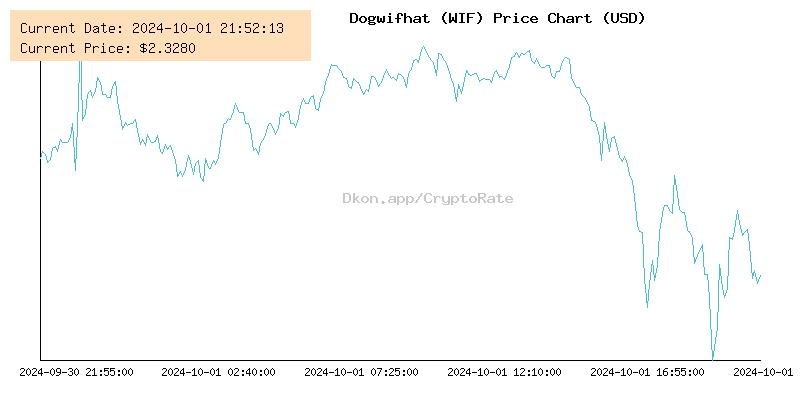 Dogwifhat (WIF) Price Chart (USD)
Current Date: 2024-10-01 21:52:13
Current Price: $2.3280
Dkon.app/CryptoRate
2024-09-30 21:55:00 2024-10-01 02:40:00 2024-10-01 07:25:00 2024-10-01 12:10:00 2024-10-01 16:55:00 2024-10-01